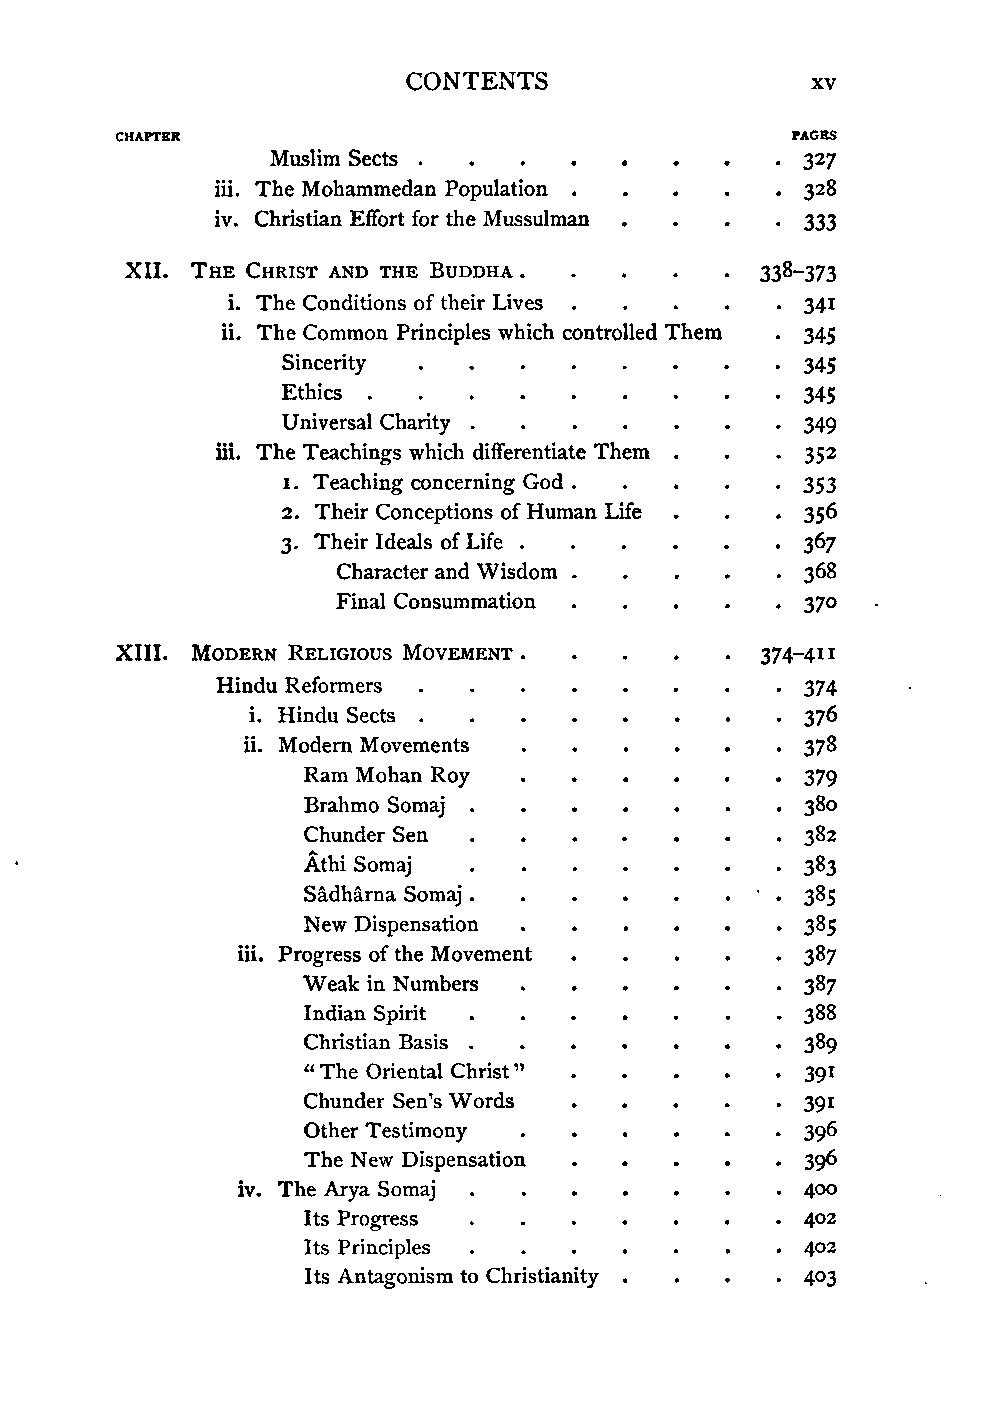 CONTENTS xv
CHAPTER PAGES
Muslim Sects . . . . . . . . 327
iii. The Mohammedan Population . . . . . 328
iv. Christian Effort for the Mussulman . . . . 333
XII. THE CHRIST AND THE BUDDHA . . . . . 338–373
i. The Conditions of their Lives . . . . . 341
ii. The Common Principles which controlled Them . 345
Sincerity . . . . . . . . 345
Ethics . . . . . . . . . 345
Universal Charity . . . . . . . 349
iii. The Teachings which differentiate Them . . . 352
1. Teaching concerning God . . . . . 353
2. Their Conceptions of Human Life . . . 356
3. Their Ideals of Life . . . . . . 367
Character and Wisdom . . . . . 368
Final Consummation . . . . . 370
XIII. MODERN RELIGIOUS MOVEMENT . . . . . 374–411
Hindu Reformers . . . . . . . . 374
i. Hindu Sects . . . . . . . . 376
ii. Modern Movements . . . . . . 378
Ram Mohan Roy . . . . . . 379
Brahmo Somaj . . . . . . . 380
Chunder Sen . . . . . . . 382
Âthi Somaj . . . . . . . 383
Sâdhârna Somaj . . . . . . . 385
New Dispensation . . . . . . 385
iii. Progress of the Movement . . . . . 387
Weak in Numbers . . . . . . 387
Indian Spirit . . . . . . . 388
Christian Basis . . . . . . . 389
"The Oriental Christ" . . . . . 391
Chunder Sen's Words . . . . . 391
Other Testimony . . . . . . 396
The New Dispensation . . . . . 396
iv. The Arya Somaj . . . . . . . 400
Its Progress . . . . . . . 402
Its Principles . . . . . . . 402
Its Antagonism to Christianity . . . . 403